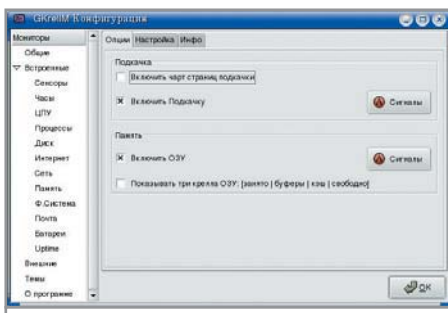 GKrellM Конфигурация
Мониторы
Общие
Встроенные
Сенсоры
Часы
ЦПУ
Процессы
Диск
Интернет
Сеть
Память
Ф.Система
Почта
Батареи
Uptime
Внешние
Темы
О программе
Опции Настройка Инфо
Подкачка
Включить чарт страниц подкачки
Включить Подкачку
Сигналы
Память
Включить ОЗУ
Сигналы
Показывать три крелла ОЗУ: [занято | буферы | кэш | свободно]
OK